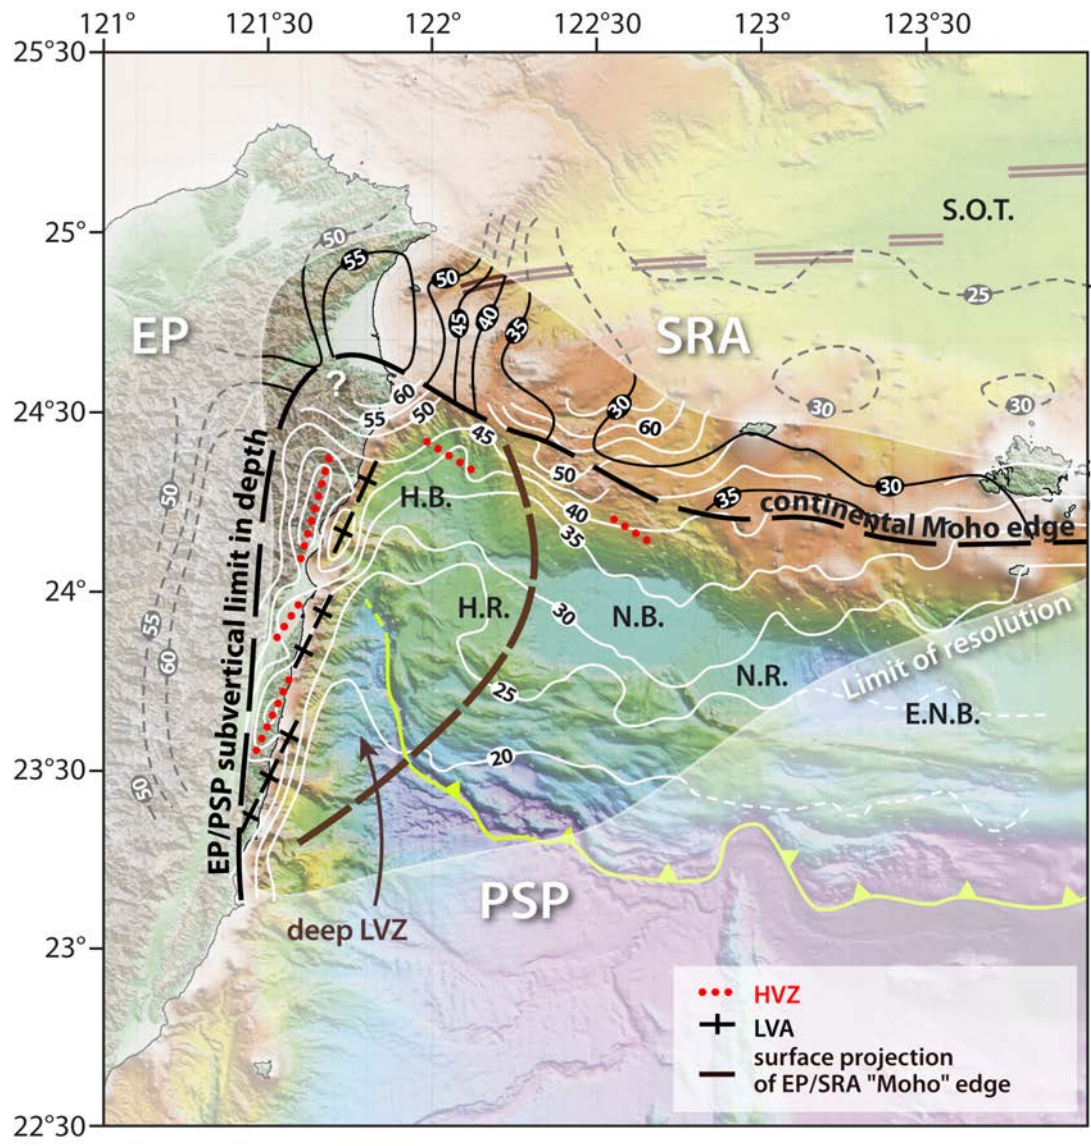 121°
121°30'
122°
122°30'
123°
123°30'
25°30'
25°
24°30'
24°
23°30'
23°
22°30'
S.O.T.
50
55
50
25
EP
SRA
45
40
35
?
60
30
30
30
55
50
45
60
50
35
30
continental Moho edge
H.B.
40
35
50
EP/PSP subvertical limit in depth
H.R.
30
N.B.
55
60
Limit of resolution
N.R.
25
E.N.B.
50
20
PSP
deep LVZ
HVZ
LVA
surface projection
of EP/SRA "Moho" edge